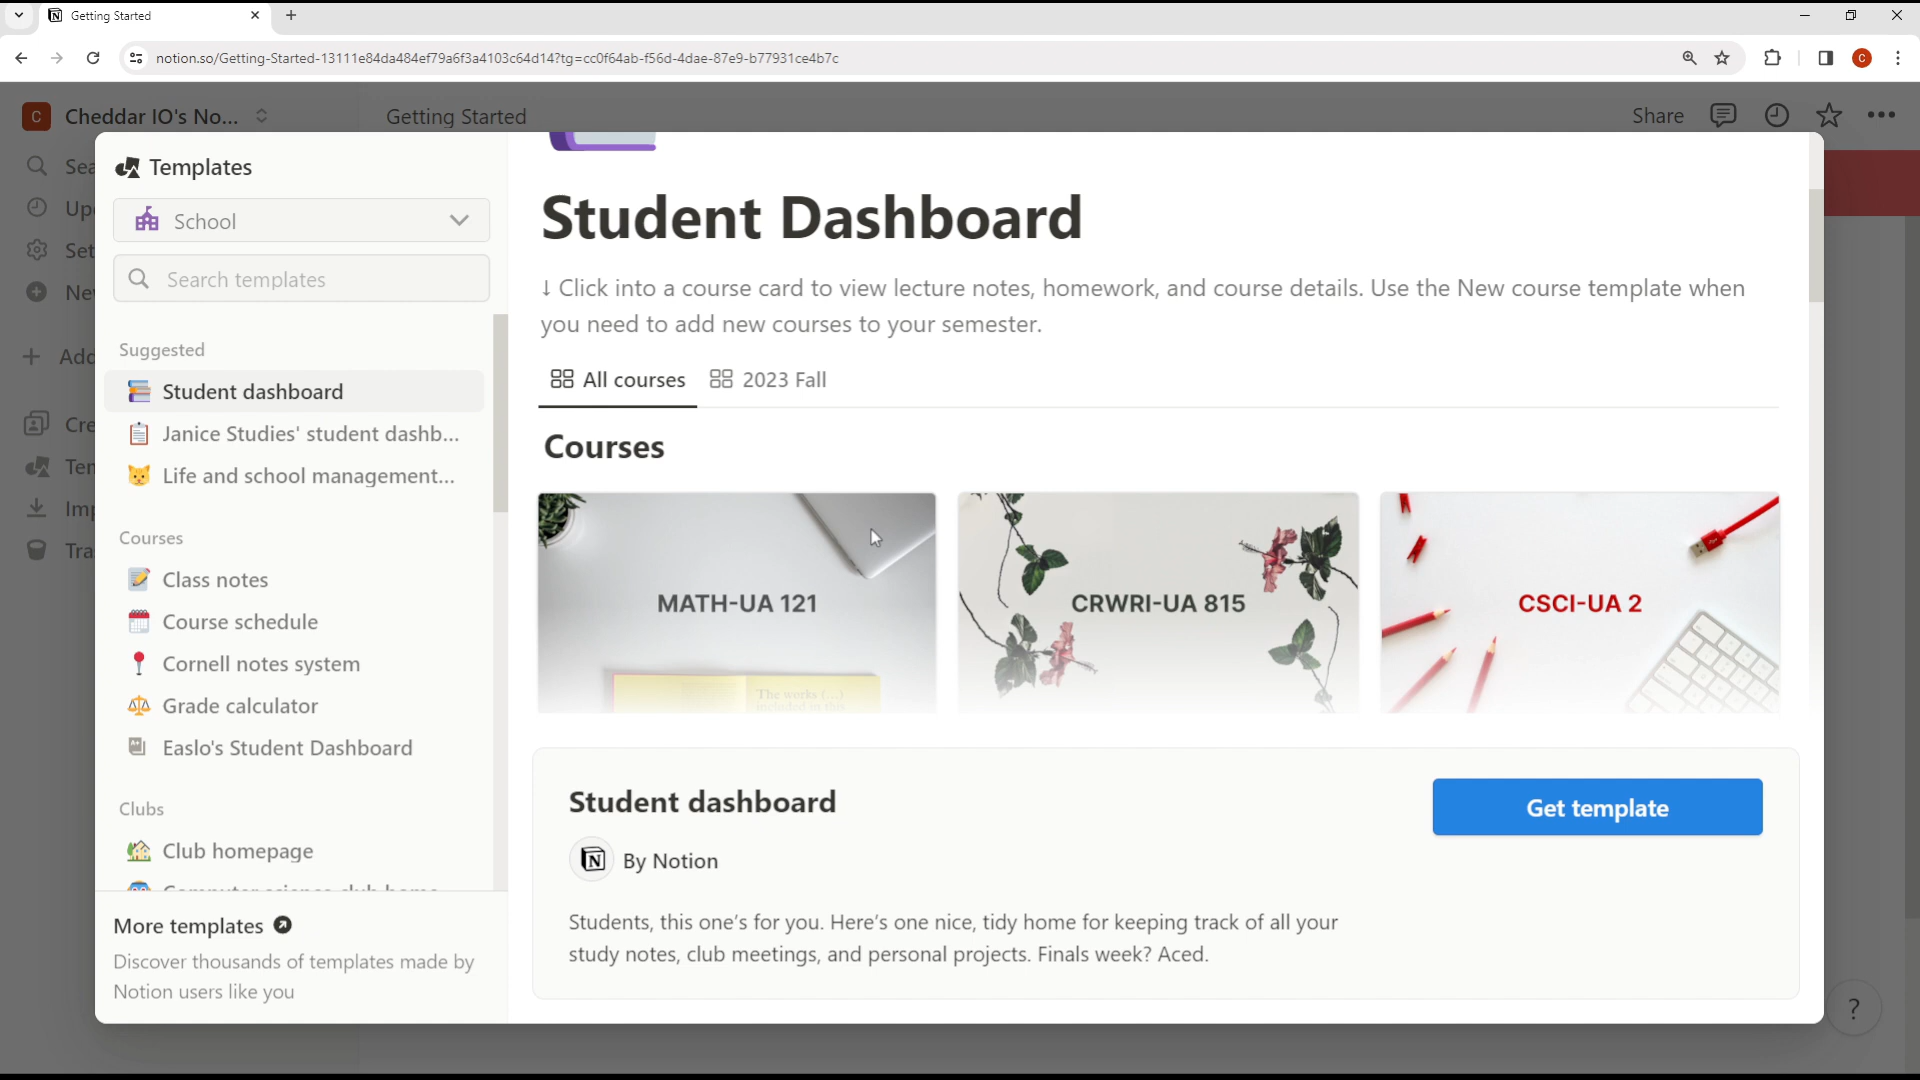 Getting Started
notion.so/Getting-Started-13111e84da484ef79a6f3a4103c64d14?tg=cc0f64ab-f56d-4dae-87e9-b77931ce4b7c
C
C
Cheddar IO's No...
Getting Started
Share
Templates
School
Search templates
Suggested
Student dashboard
Janice Studies' student dashb...
Life and school management...
Courses
Class notes
Course schedule
Cornell notes system
Grade calculator
Easlo's Student Dashboard
Clubs
Club homepage
More templates
Discover thousands of templates made by
Notion users like you
Student Dashboard
↓ Click into a course card to view lecture notes, homework, and course details. Use the New course template when
you need to add new courses to your semester.
All courses
2023 Fall
Courses
MATH-UA 121
The works (...)
included in this
CRWRI-UA 815
CSCI-UA 2
Student dashboard
Get template
By Notion
Students, this one's for you. Here's one nice, tidy home for keeping track of all your
study notes, club meetings, and personal projects. Finals week? Aced.
?